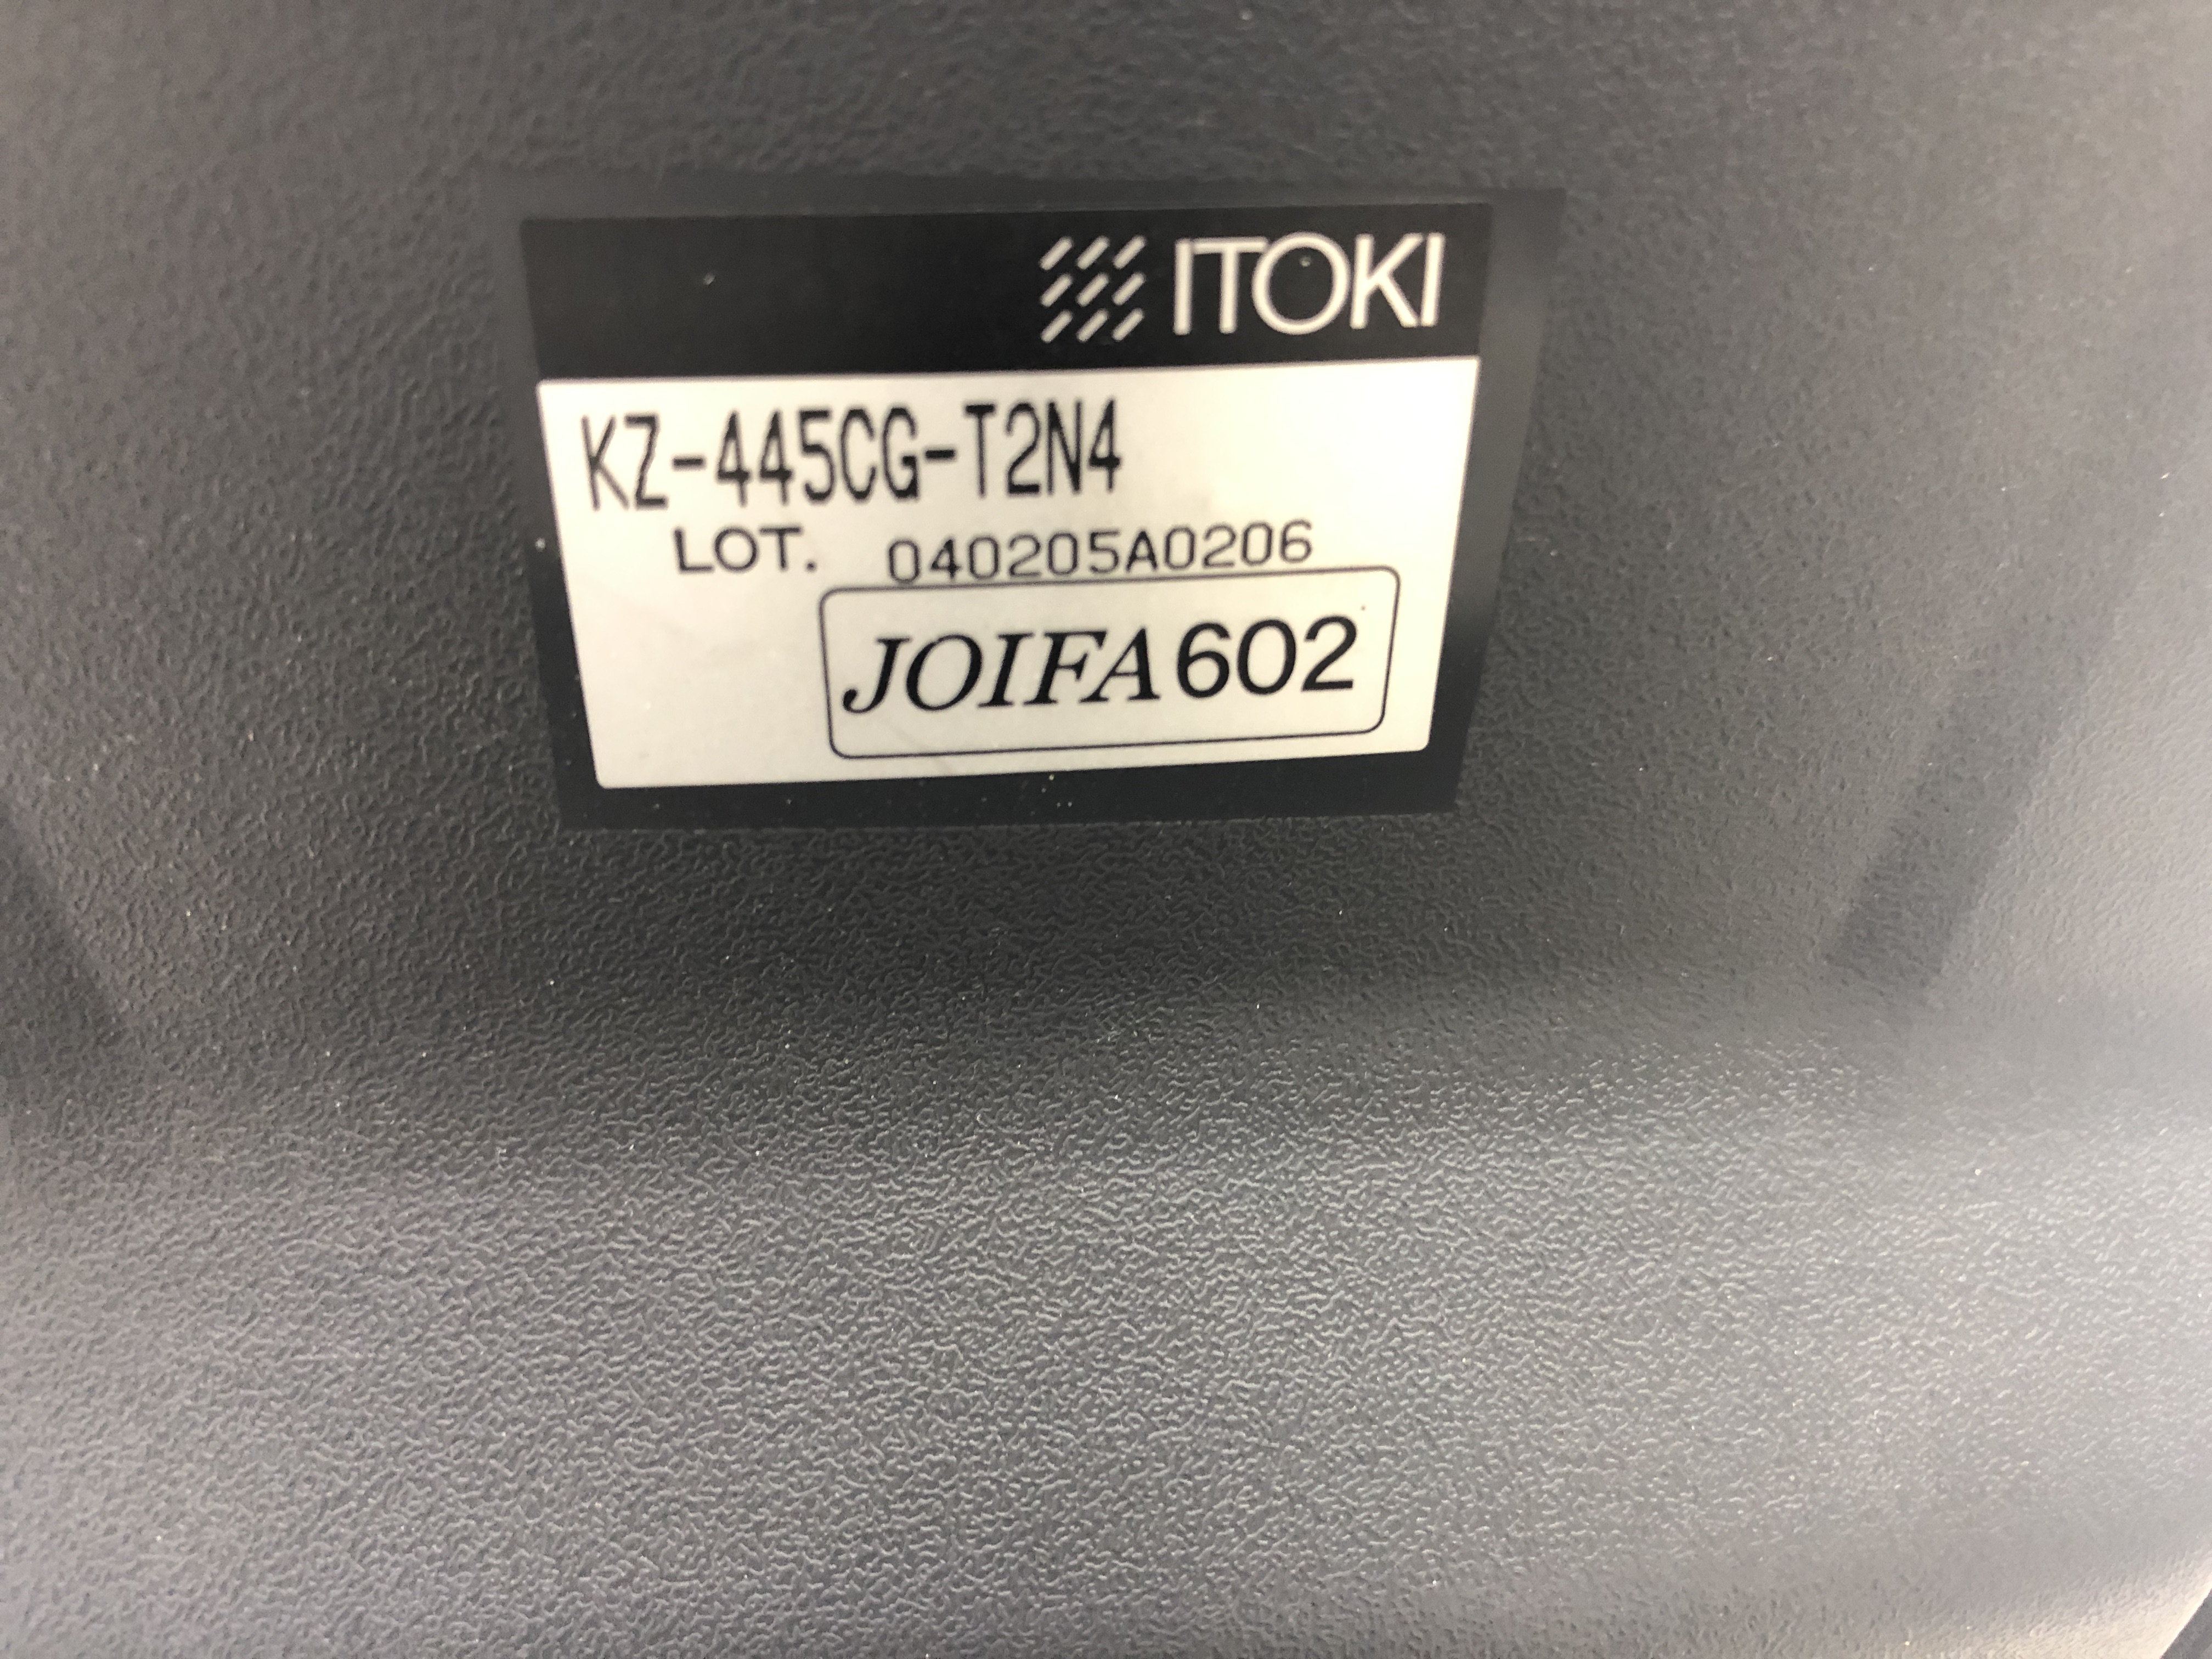 ITOKI
KZ-445CG-T2N4
LOT. 040205A0206
JOIFA602